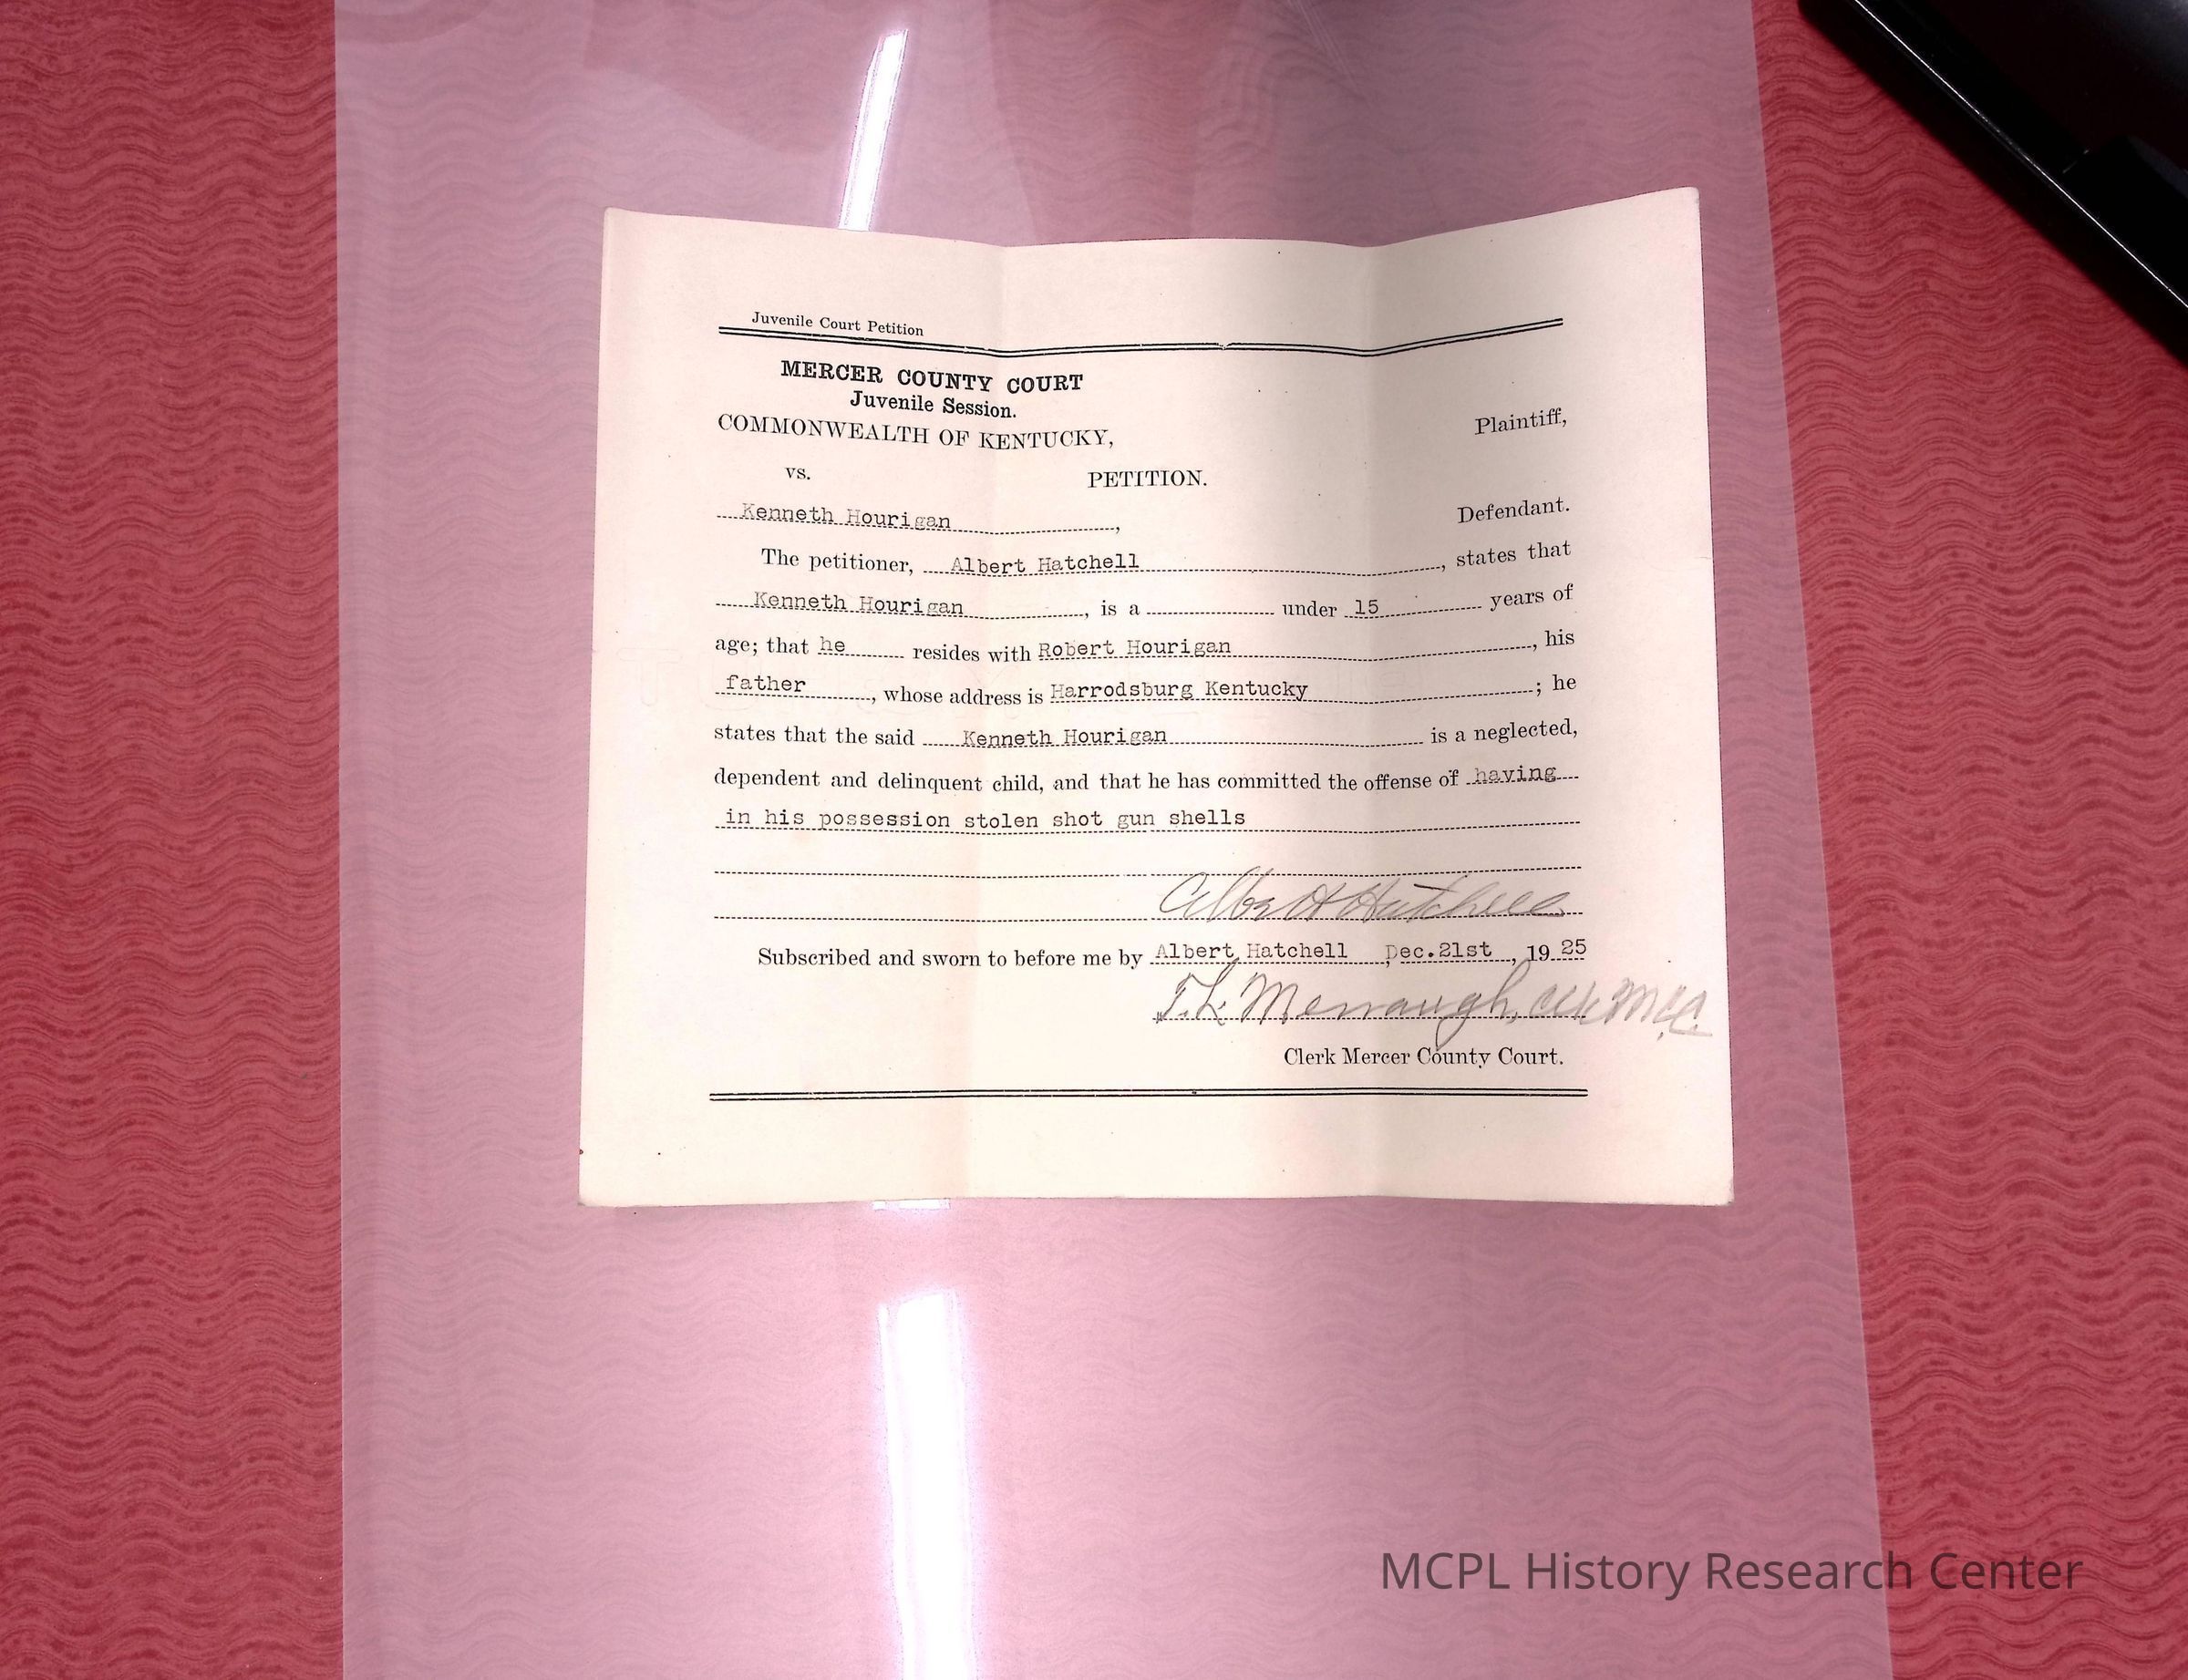 Juvenile Court Petition
MERCER COUNTY COURT
Juvenile Session.
COMMONWEALTH OF KENTUCKY, Plaintiff,
vs. PETITION.
Kenneth Hourigan, Defendant.
The petitioner, Albert Hatchell, states that
Kenneth Hourigan, is a under 15 years of
age; that he resides with Robert Hourigan, his
father, whose address is Harrodsburg Kentucky; he
states that the said Kenneth Hourigan is a neglected,
dependent and delinquent child, and that he has committed the offense of having
in his possession stolen shot gun shells
Albert Hatchell
Subscribed and sworn to before me by Albert Hatchell Dec.21st, 1925
Menaugh,
Clerk Mercer County Court.
MCPL History Research Center